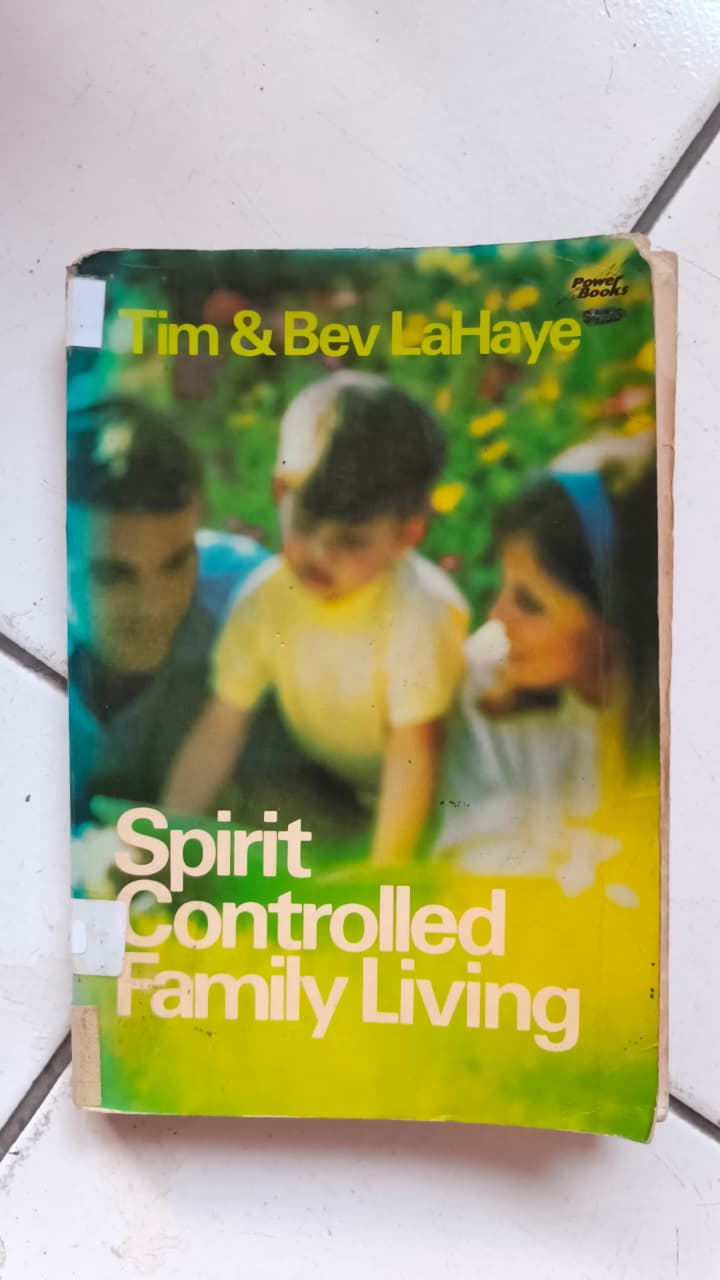 Power
Books
Tim & Bev LaHaye
Spirit
Controlled
Family Living